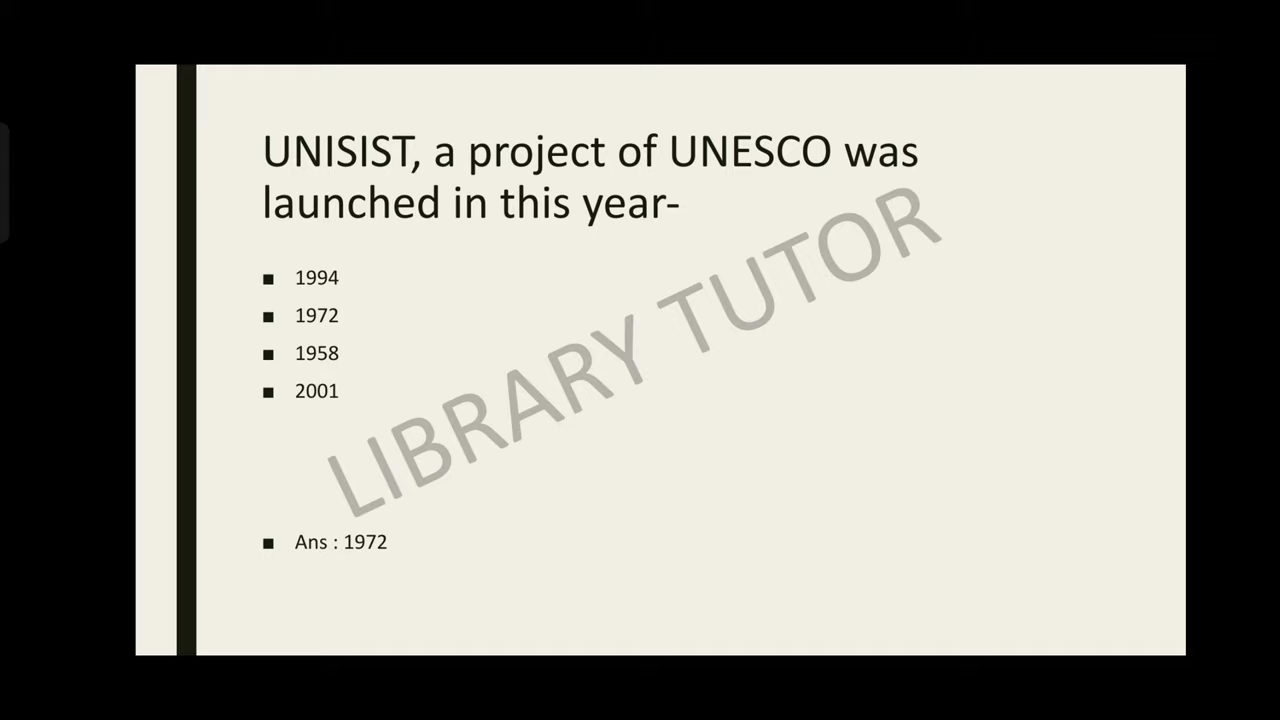 UNISIST, a project of UNESCO was
launched in this year-
■ 1994
■ 1972
■ 1958
■ 2001
LIBRARY TUTOR
■ Ans : 1972